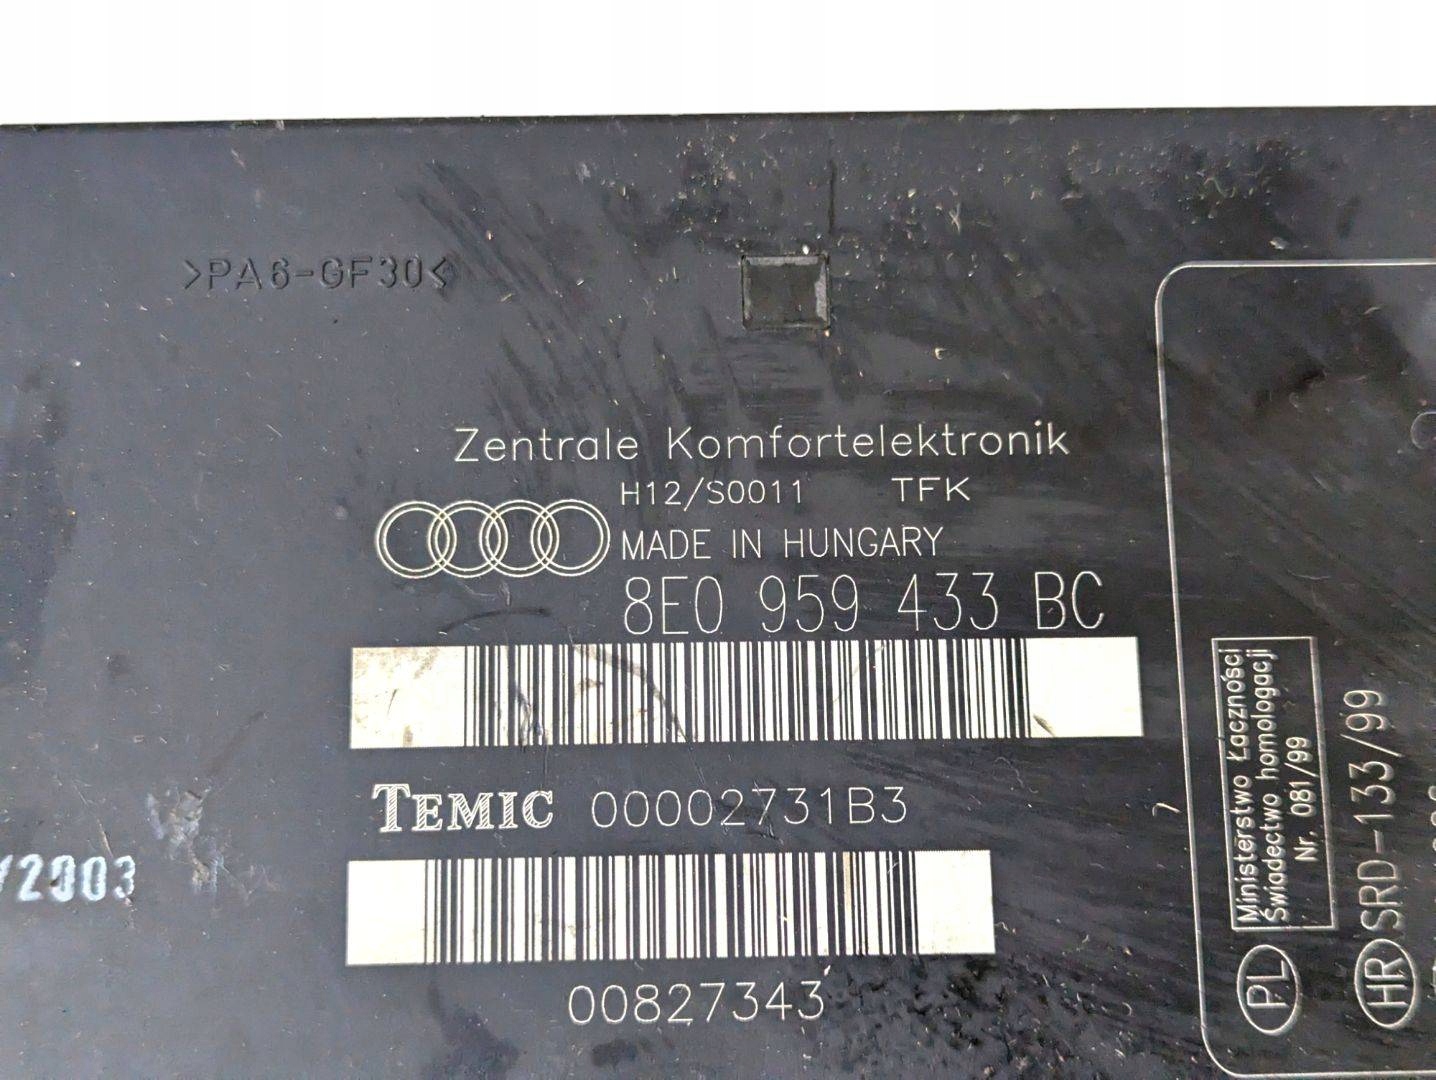 >PA6-GF30<
Zentrale Komfortelektronik
H12/S0011 TFK
MADE IN HUNGARY
8E0 959 433 BC
TEMIC 00002731B3
/2003
00827343
Ministerstwo Łączności
Świadectwo homologacji
Nr. 081/99
PL
HR SRD-133/99